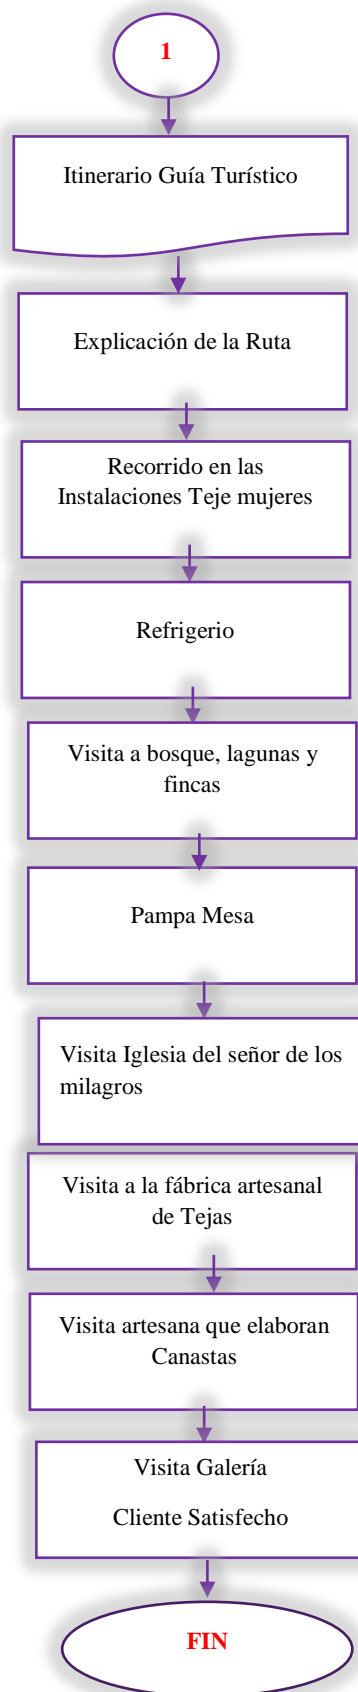 1
Itinerario Guía Turístico
Explicación de la Ruta
Recorrido en las
Instalaciones Teje mujeres
Refrigerio
Visita a bosque, lagunas y
fincas
Pampa Mesa
Visita Iglesia del señor de los
milagros
Visita a la fábrica artesanal
de Tejas
Visita artesana que elaboran
Canastas
Visita Galería
Cliente Satisfecho
FIN